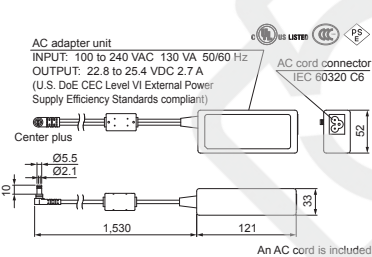 c UL us LISTED CCC PS E
AC adapter unit
INPUT: 100 to 240 VAC 130 VA 50/60 Hz
OUTPUT: 22.8 to 25.4 VDC 2.7 A
(U.S. DoE CEC Level VI External Power
Supply Efficiency Standards compliant)
AC cord connector
IEC 60320 C6
Center plus
52
Ø5.5
Ø2.1
10
33
1,530
121
An AC cord is included